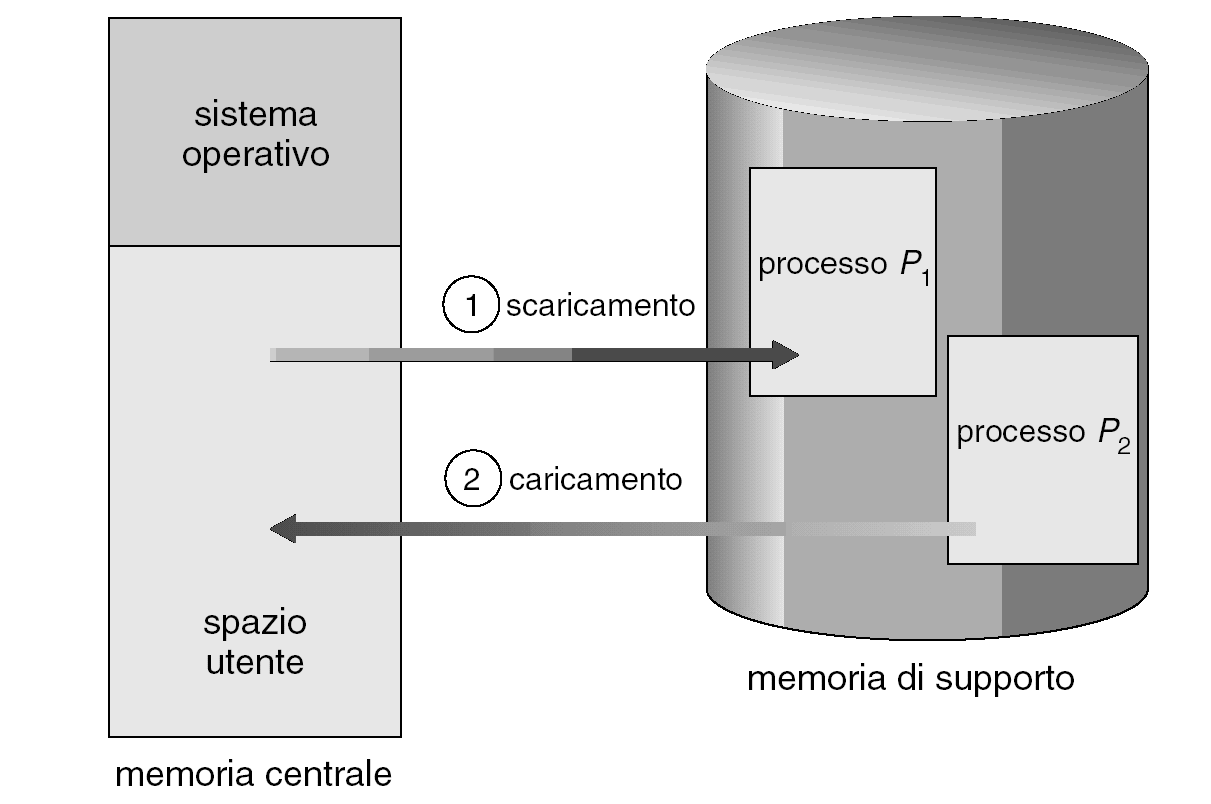 sistema
operativo
processo P1
1 scaricamento
processo P2
2 caricamento
spazio
utente
memoria di supporto
memoria centrale